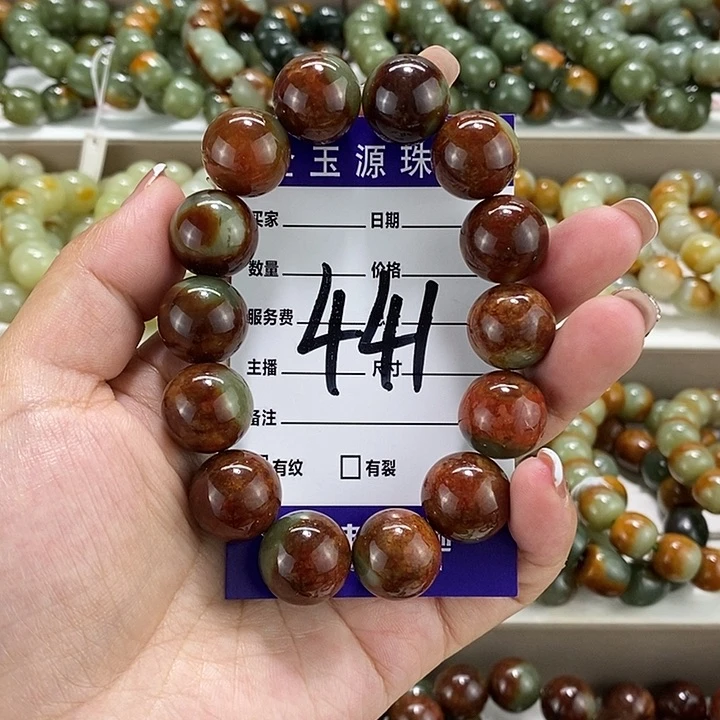 玉源珠
买家 日期
数量 价格
服务费
441
主播 尺寸
备注
有纹 有裂